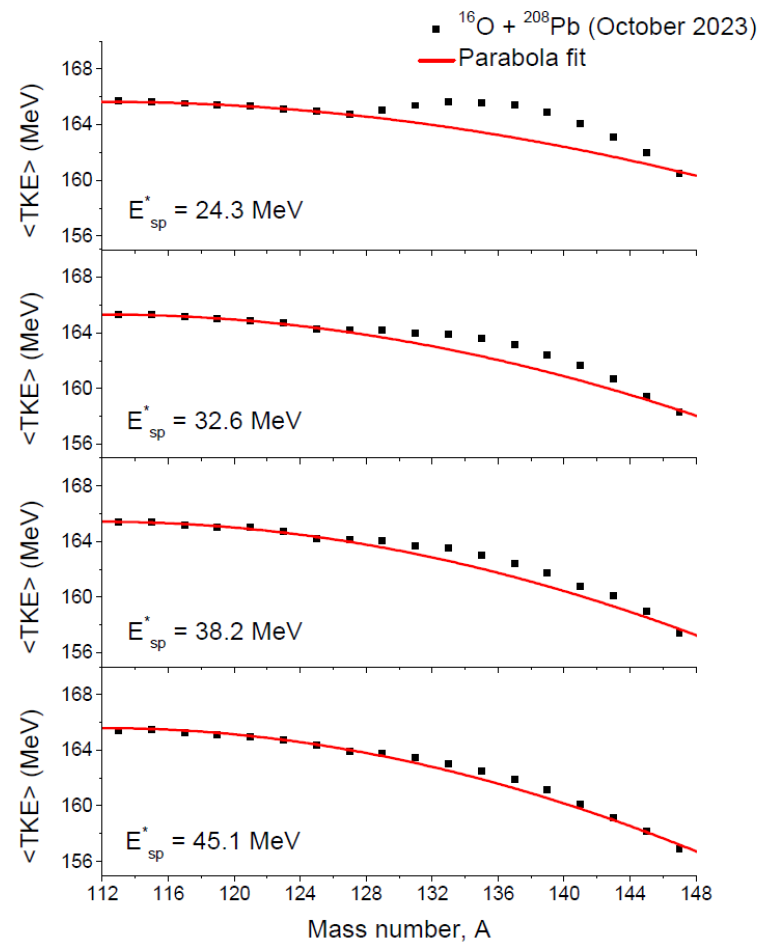 ¹⁶O + ²⁰⁸Pb (October 2023)
Parabola fit
168
164
160
156
<TKE> (MeV)
E*sp = 24.3 MeV
168
164
160
156
<TKE> (MeV)
E*sp = 32.6 MeV
168
164
160
156
<TKE> (MeV)
E*sp = 38.2 MeV
168
164
160
156
<TKE> (MeV)
E*sp = 45.1 MeV
112 116 120 124 128 132 136 140 144 148
Mass number, A